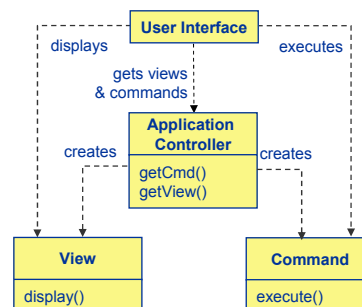 User Interface
displays
executes
gets views
& commands
Application
Controller
getCmd()
getView()
creates
creates
View
display()
Command
execute()